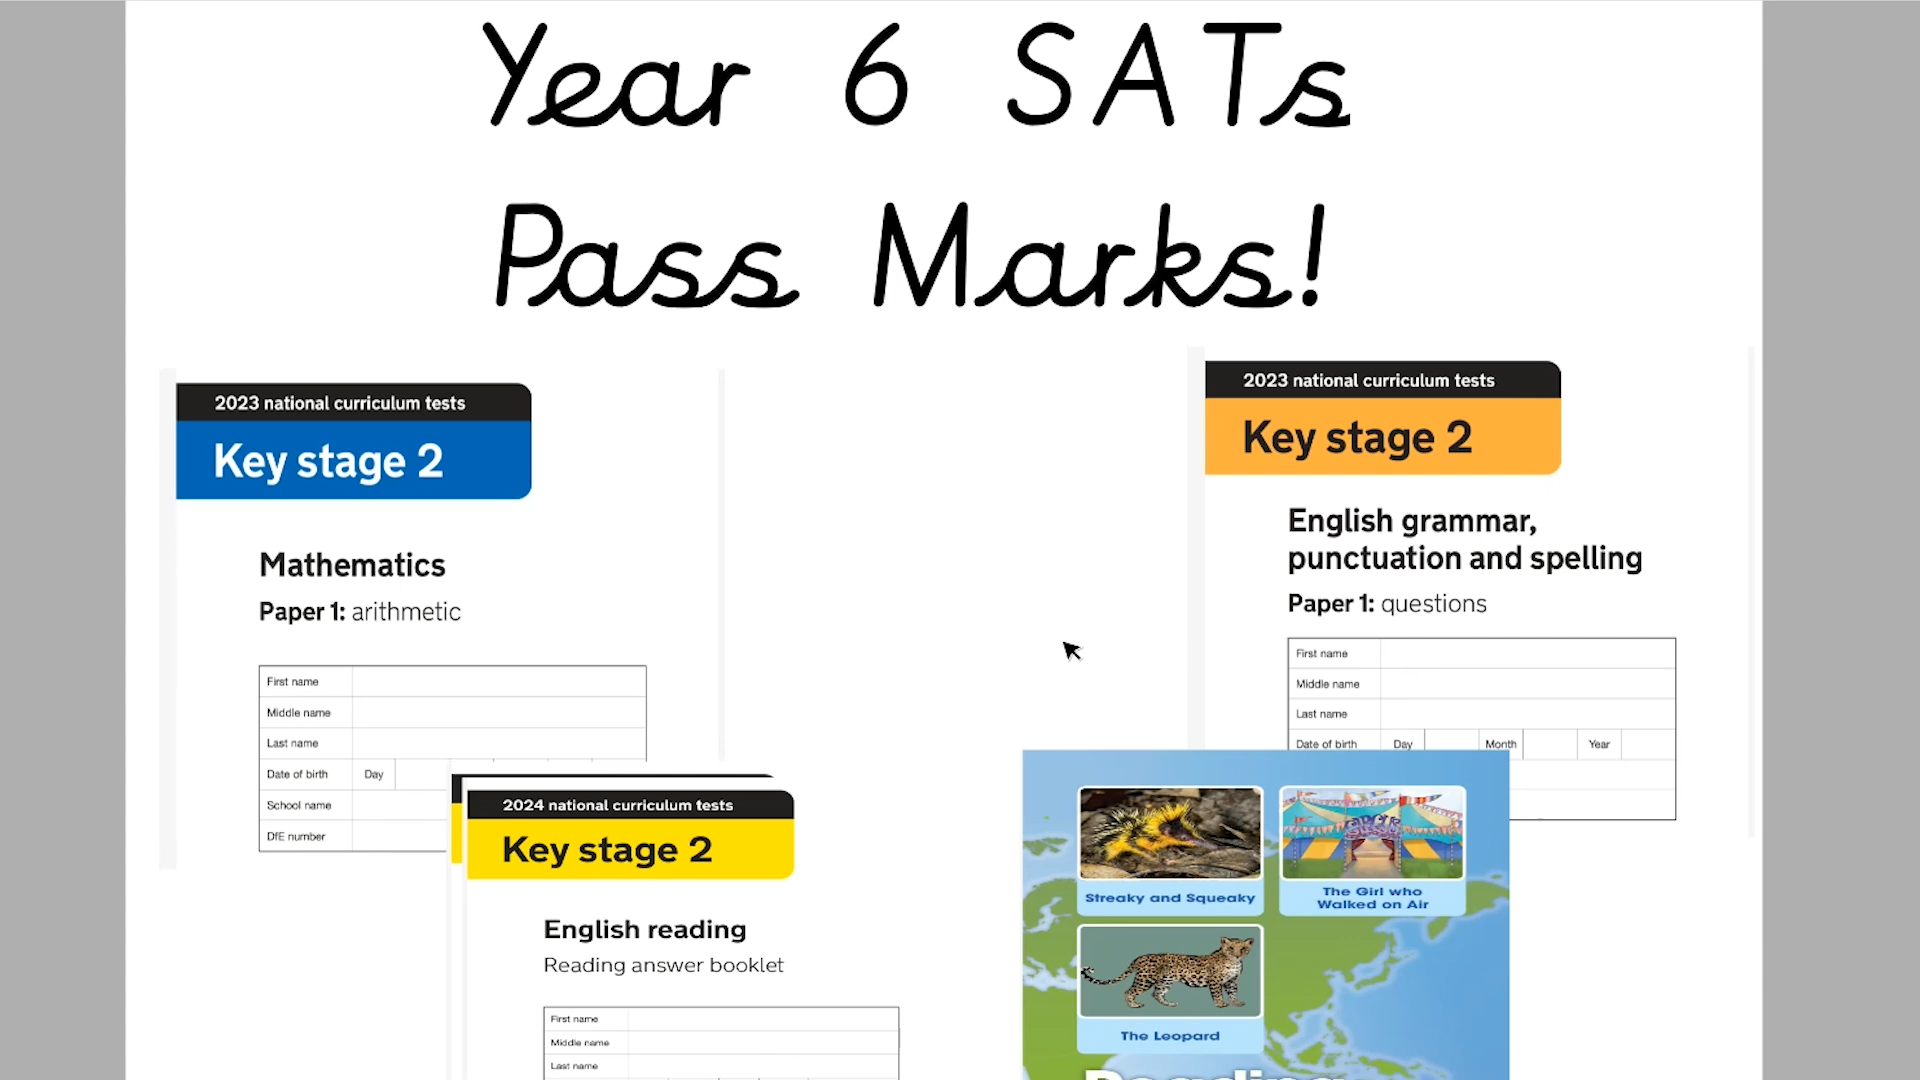 Year 6 SATs
Pass Marks!
2023 national curriculum tests
Key stage 2
Mathematics
Paper 1: arithmetic
First name
Middle name
Last name
Date of birth Day
School name
DfE number
2023 national curriculum tests
Key stage 2
English grammar,
punctuation and spelling
Paper 1: questions
First name
Middle name
Last name
Date of birth Day Month Year
2024 national curriculum tests
Key stage 2
English reading
Reading answer booklet
First name
Middle name
Last name
CIRCUS
Streaky and Squeaky
The Girl who
Walked on Air
The Leopard
Reading